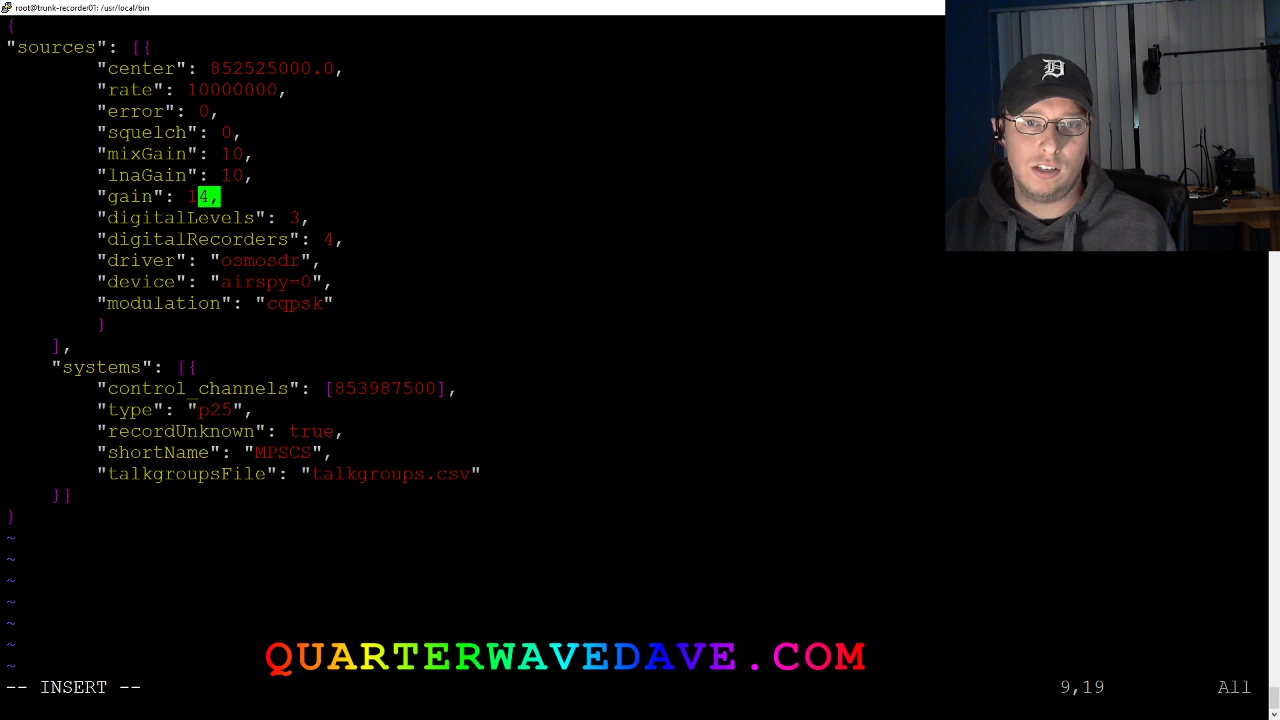 root@trunk-recorder01: /usr/local/bin
{
"sources": [{
        "center": 852525000.0,
        "rate": 10000000,
        "error": 0,
        "squelch": 0,
        "mixGain": 10,
        "lnaGain": 10,
        "gain": 14,
        "digitalLevels": 3,
        "digitalRecorders": 4,
        "driver": "osmosdr",
        "device": "airspy=0",
        "modulation": "cqpsk"
        }
    ],
    "systems": [{
        "control_channels": [853987500],
        "type": "p25",
        "recordUnknown": true,
        "shortName": "MPSCS",
        "talkgroupsFile": "talkgroups.csv"
    }]
}
~
~
~
~
~
~
~
QUARTERWAVEDAVE.COM
-- INSERT -- 9,19 All
D